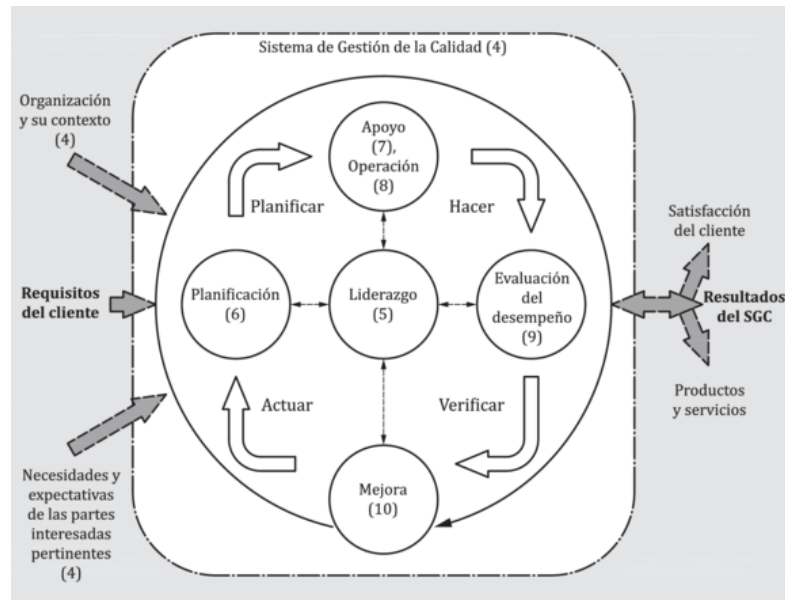 Sistema de Gestión de la Calidad (4)
Organización
y su contexto
(4)
Apoyo
(7),
Operación
(8)
Planificar
Hacer
Satisfacción
del cliente
Requisitos
del cliente
Planificación
(6)
Liderazgo
(5)
Evaluación
del
desempeño
(9)
Resultados
del SGC
Actuar
Verificar
Productos
y servicios
Necesidades y
expectativas
de las partes
interesadas
pertinentes
(4)
Mejora
(10)